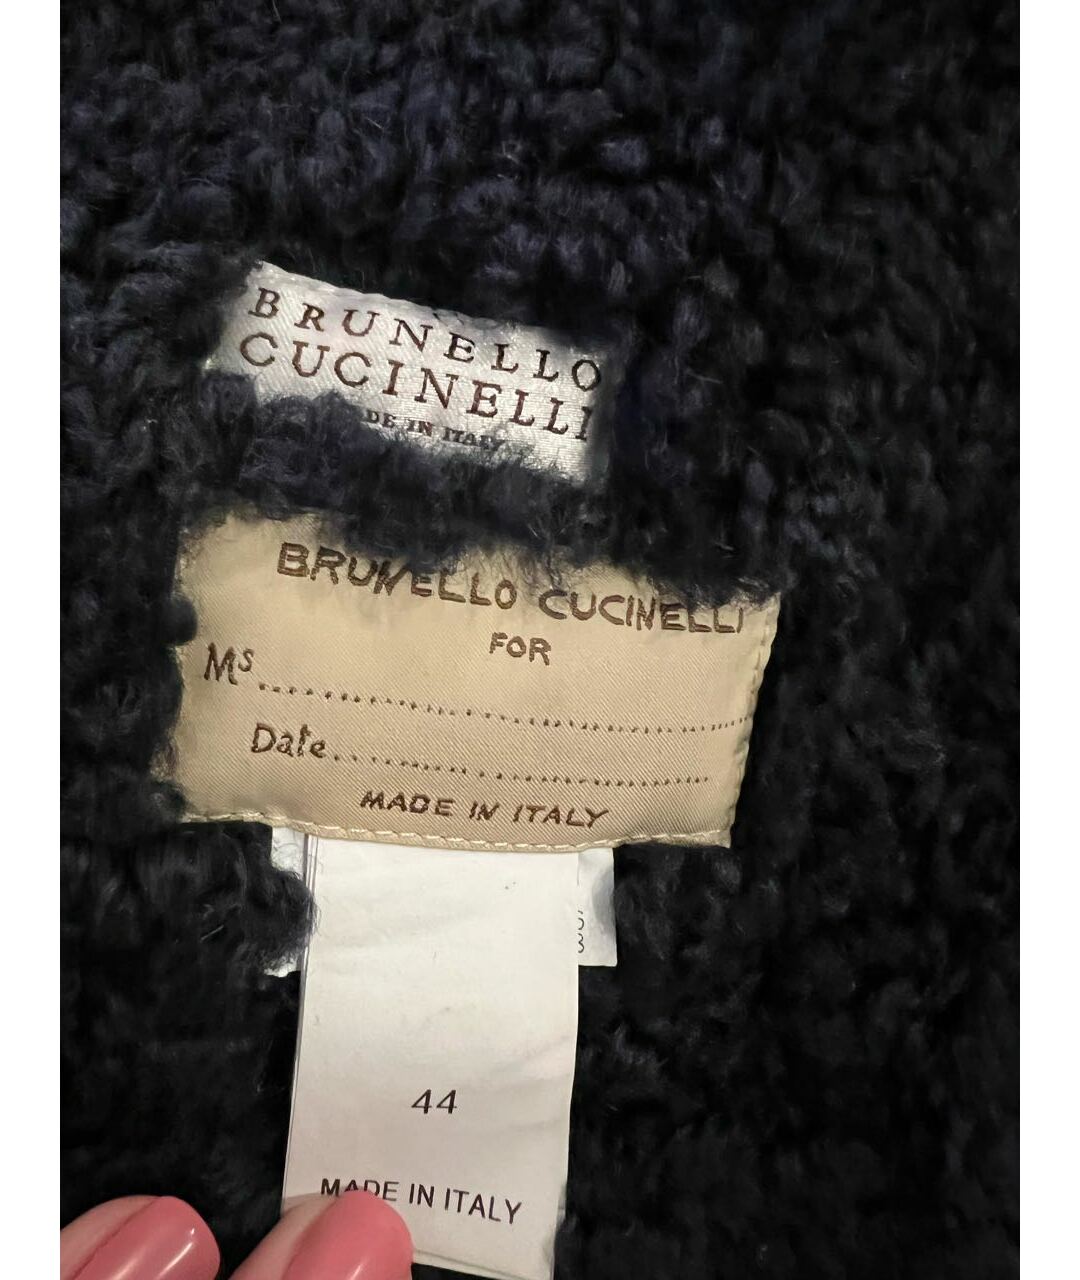 BRUNELLO
CUCINELLI
DE IN ITALY
BRUNELLO CUCINELLI
FOR
Ms..............................
Date..............................
MADE IN ITALY
44
MADE IN ITALY